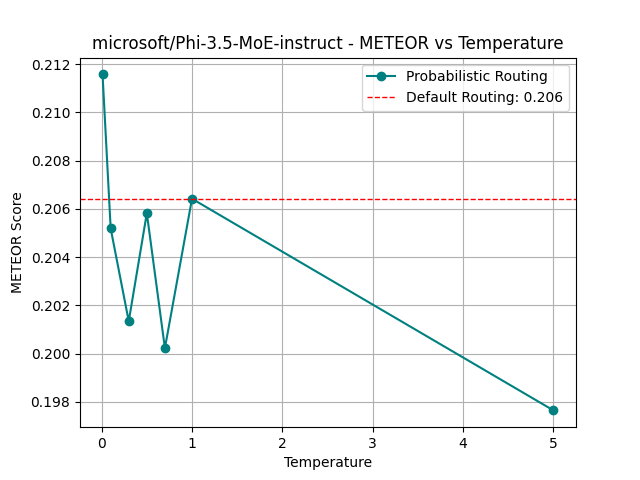 microsoft/Phi-3.5-MoE-instruct - METEOR vs Temperature
METEOR Score
0.212
0.210
0.208
0.206
0.204
0.202
0.200
0.198
Probabilistic Routing
Default Routing: 0.206
0 1 2 3 4 5
Temperature